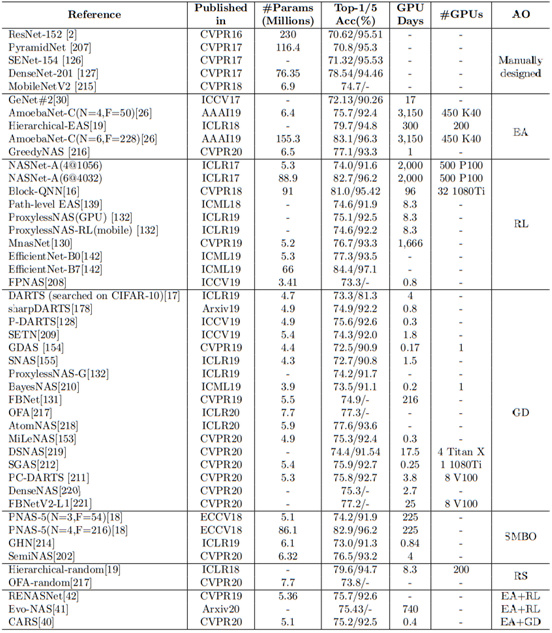 Reference Published in #Params (Millions) Top-1/5 Acc(%) GPU Days #GPUs AO
ResNet-152 [2] CVPR16 230 70.62/95.51 - - Manually designed
PyramidNet [207] CVPR17 116.4 70.8/95.3 - -
SENet-154 [126] CVPR17 - 71.32/95.53 - -
DenseNet-201 [127] CVPR17 76.35 78.54/94.46 - -
MobileNetV2 [215] CVPR18 6.9 74.7/- - -
GeNet#2[30] ICCV17 - 72.13/90.26 17 - EA
AmoebaNet-C(N=4,F=50)[26] AAAI19 6.4 75.7/92.4 3,150 450 K40
Hierarchical-EAS[19] ICLR18 - 79.7/94.8 300 200
AmoebaNet-C(N=6,F=228)[26] AAAI19 155.3 83.1/96.3 3,150 450 K40
GreedyNAS [216] CVPR20 6.5 77.1/93.3 1 -
NASNet-A(4@1056) ICLR17 5.3 74.0/91.6 2,000 500 P100 RL
NASNet-A(6@4032) ICLR17 88.9 82.7/96.2 2,000 500 P100
Block-QNN[16] CVPR18 91 81.0/95.42 96 32 1080Ti
Path-level EAS[139] ICML18 - 74.6/91.9 8.3 -
ProxylessNAS(GPU) [132] ICLR19 - 75.1/92.5 8.3 -
ProxylessNAS-RL(mobile) [132] ICLR19 - 74.6/92.2 8.3 -
MnasNet[130] CVPR19 5.2 76.7/93.3 1,666 -
EfficientNet-B0[142] ICML19 5.3 77.3/93.5 - -
EfficientNet-B7[142] ICML19 66 84.4/97.1 - -
FPNAS[208] ICCV19 3.41 73.3/- 0.8 -
DARTS (searched on CIFAR-10)[17] ICLR19 4.7 73.3/81.3 4 - GD
sharpDARTS[178] Arxiv19 4.9 74.9/92.2 0.8 -
P-DARTS[128] ICCV19 4.9 75.6/92.6 0.3 -
SETN[209] ICCV19 5.4 74.3/92.0 1.8 -
GDAS [154] CVPR19 4.4 72.5/90.9 0.17 1
SNAS[155] ICLR19 4.3 72.7/90.8 1.5 -
ProxylessNAS-G[132] ICLR19 - 74.2/91.7 - -
BayesNAS[210] ICML19 3.9 73.5/91.1 0.2 1
FBNet[131] CVPR19 5.5 74.9/- 216 -
OFA[217] ICLR20 7.7 77.3/- - -
AtomNAS[218] ICLR20 5.9 77.6/93.6 - -
MiLeNAS[153] CVPR20 4.9 75.3/92.4 0.3 -
DSNAS[219] CVPR20 - 74.4/91.54 17.5 4 Titan X
SGAS[212] CVPR20 5.4 75.9/92.7 0.25 1 1080Ti
PC-DARTS [211] CVPR20 5.3 75.8/92.7 3.8 8 V100
DenseNAS[220] CVPR20 - 75.3/- 2.7 -
FBNetV2-L1[221] CVPR20 - 77.2/- 25 8 V100
PNAS-5(N=3,F=54)[18] ECCV18 5.1 74.2/91.9 225 - SMBO
PNAS-5(N=4,F=216)[18] ECCV18 86.1 82.9/96.2 225 -
GHN[214] ICLR19 6.1 73.0/91.3 0.84 -
SemiNAS[202] CVPR20 6.32 76.5/93.2 4 -
Hierarchical-random[19] ICLR18 - 79.6/94.7 8.3 200 RS
OFA-random[217] CVPR20 7.7 73.8/- - -
RENASNet[42] CVPR19 5.36 75.7/92.6 - - EA+RL
Evo-NAS[41] Arxiv20 - 75.43/- 740 - EA+RL
CARS[40] CVPR20 5.1 75.2/92.5 0.4 - EA+GD